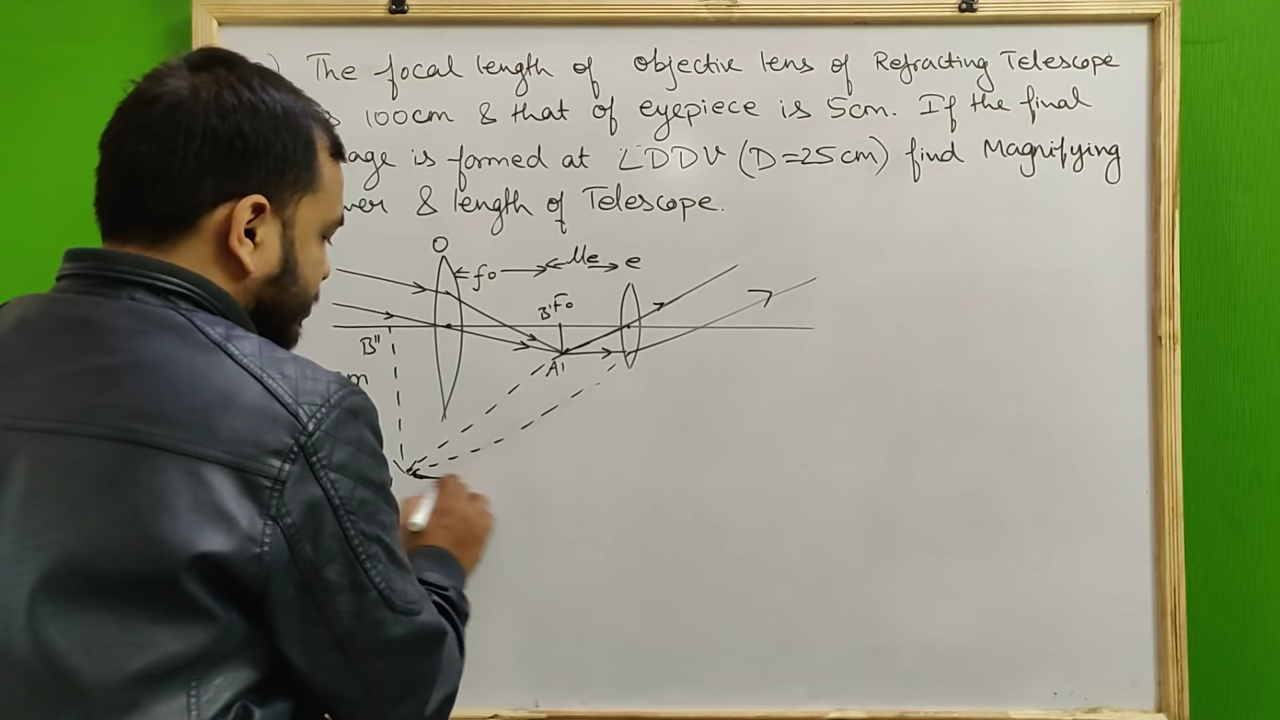 ) The focal length of objective lens of Refracting Telescope
100cm & that of eyepiece is 5cm. If the final
age is formed at LDDV (D=25cm) find Magnifying
wer & length of Telescope.
O
fo
Ue
e
B'
Fo
B"
A'
m